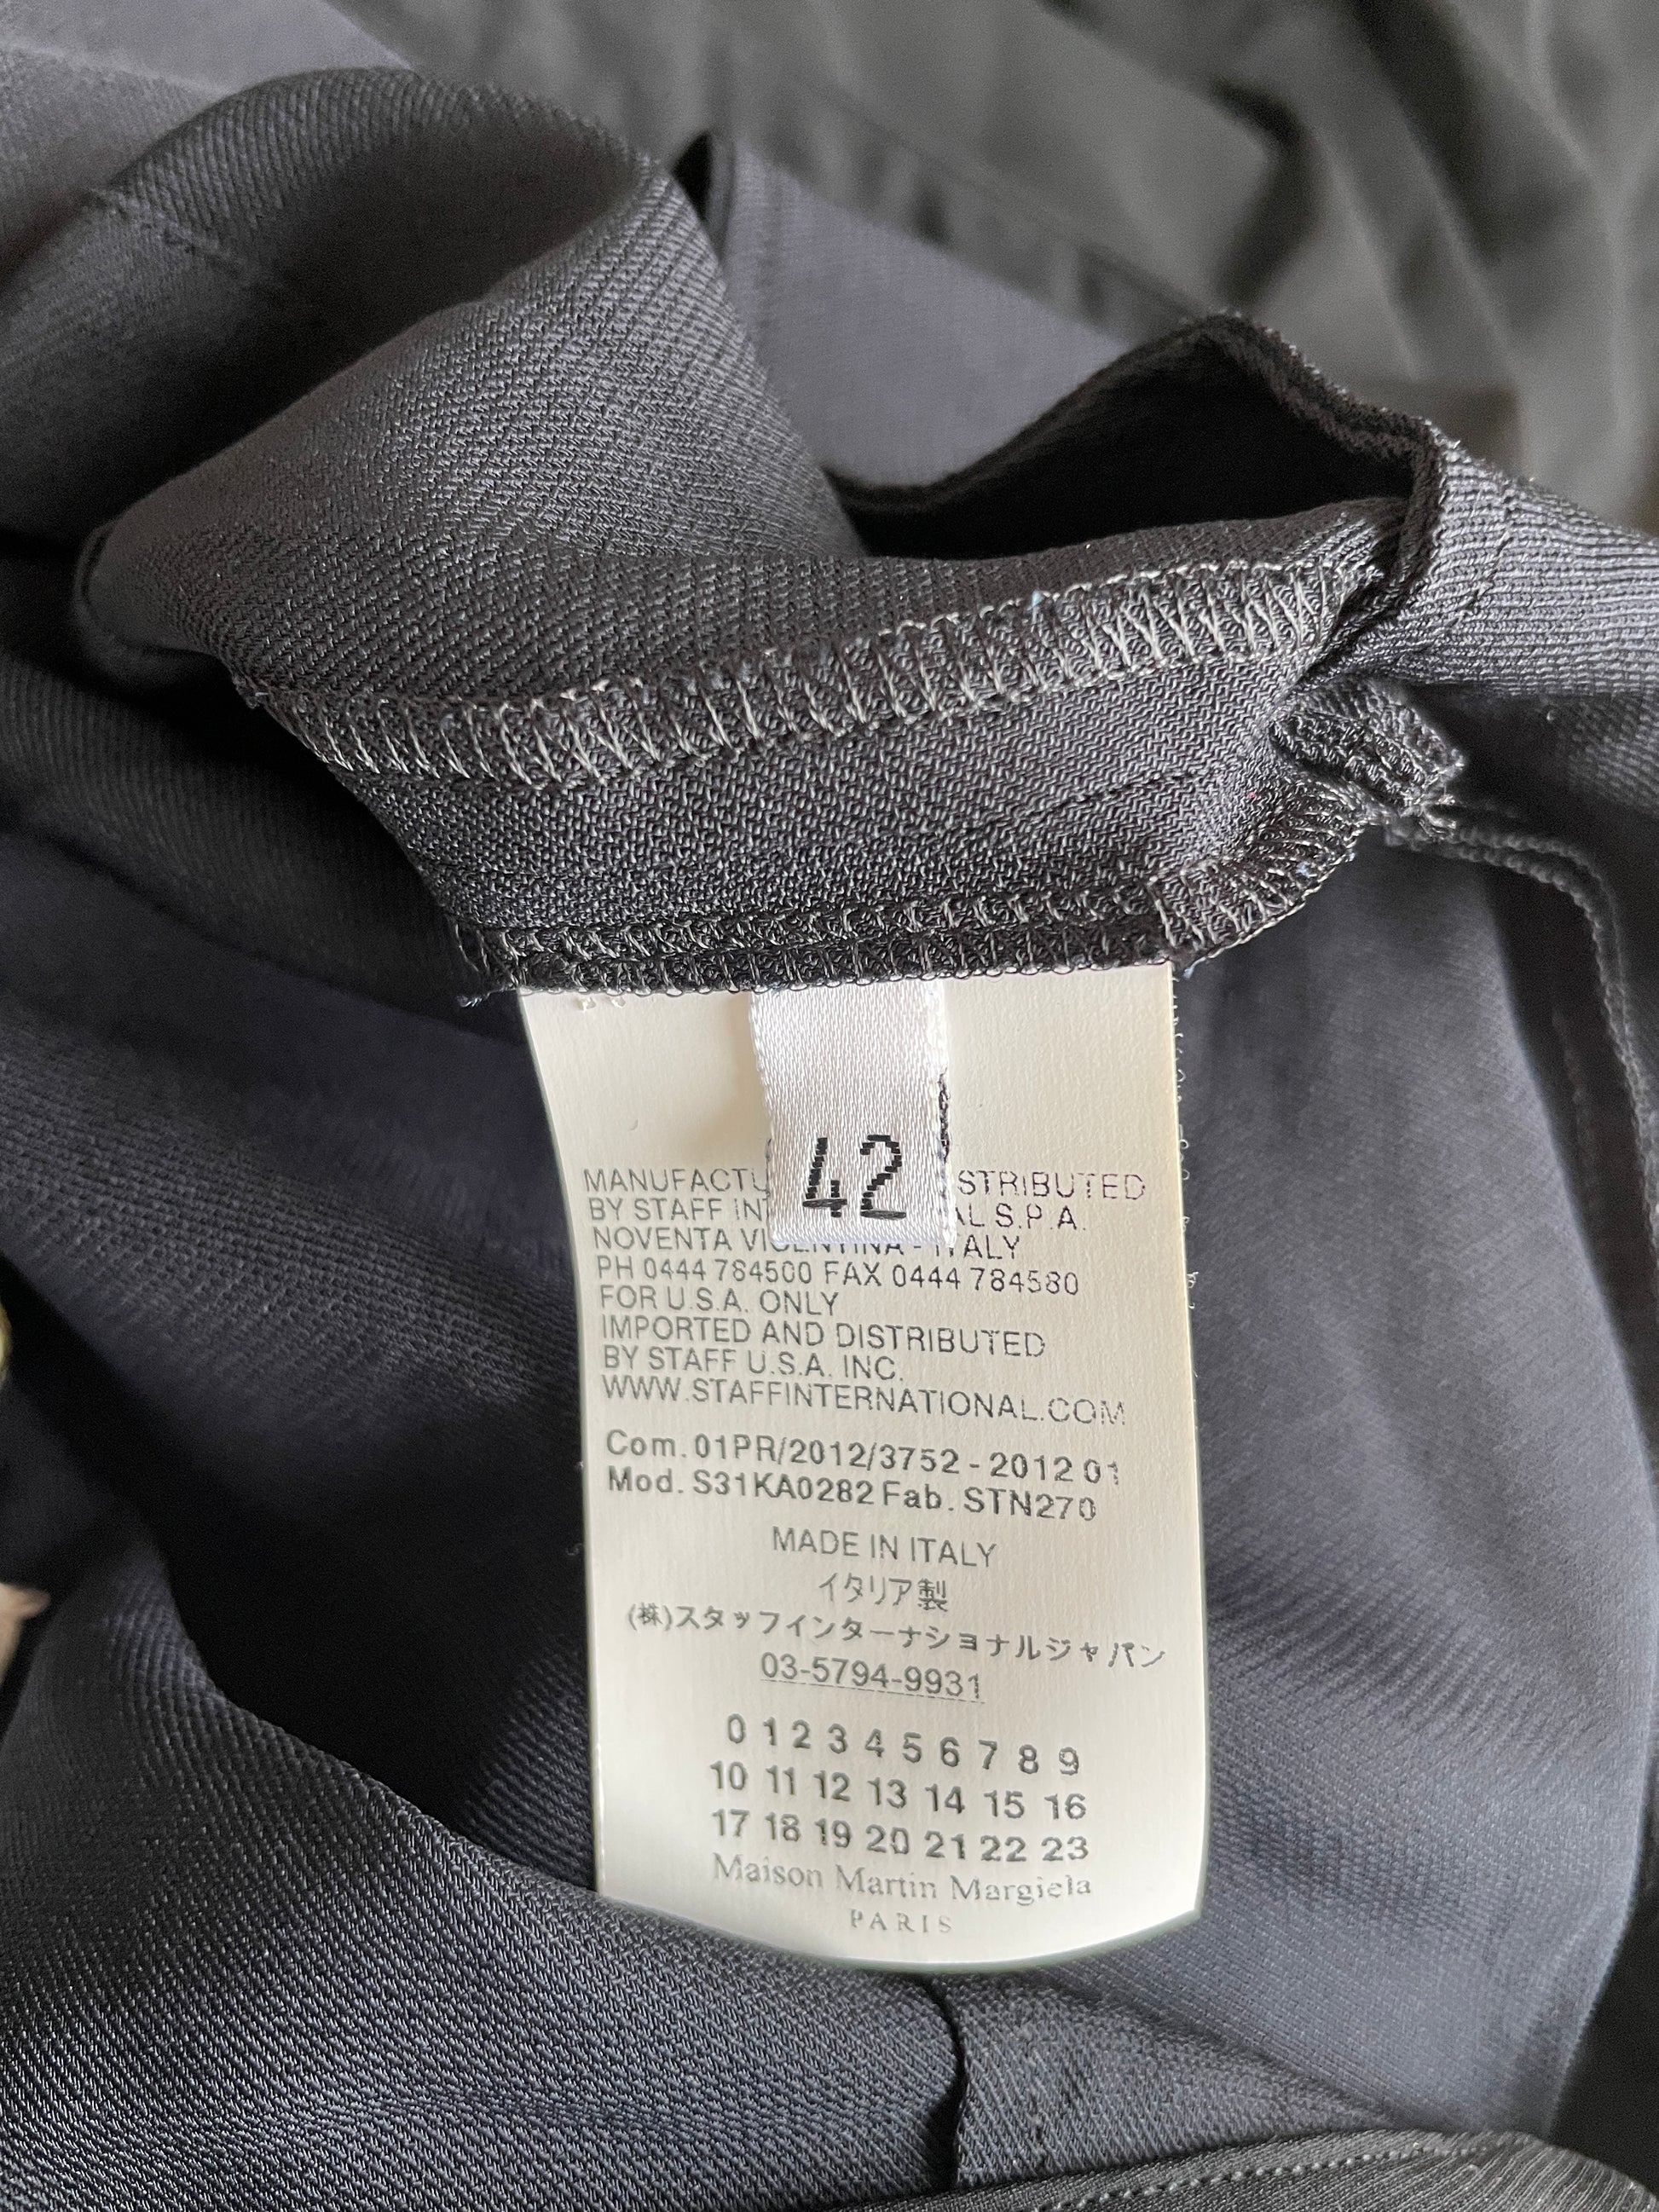 42
MANUFACTU STRIBUTED
BY STAFF IN AL S.P.A.
NOVENTA VICENTINA - ITALY
PH 0444 784500 FAX 0444 784580
FOR U.S.A. ONLY
IMPORTED AND DISTRIBUTED
BY STAFF U.S.A. INC.
WWW.STAFFINTERNATIONAL.COM
Com. 01PR/2012/3752 - 2012 01
Mod. S31KA0282 Fab. STN270
MADE IN ITALY
イタリア製
(株)スタッフインターナショナルジャパン
03-5794-9931
0 1 2 3 4 5 6 7 8 9
10 11 12 13 14 15 16
17 18 19 20 21 22 23
Maison Martin Margiela
PARIS